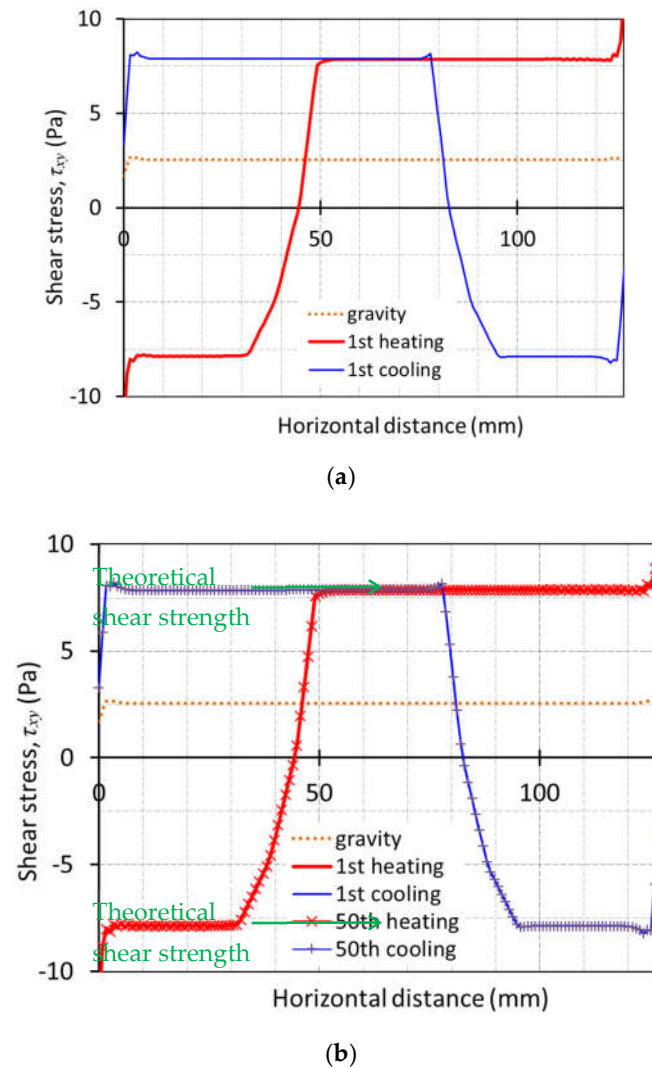 10
5
0
-5
-10
0
50
100
Shear stress, τxy (Pa)
gravity
1st heating
1st cooling
Horizontal distance (mm)
(a)
10
5
0
-5
-10
0
50
100
Shear stress, τxy (Pa)
Theoretical
shear strength
gravity
1st heating
1st cooling
50th heating
50th cooling
Theoretical
shear strength
Horizontal distance (mm)
(b)